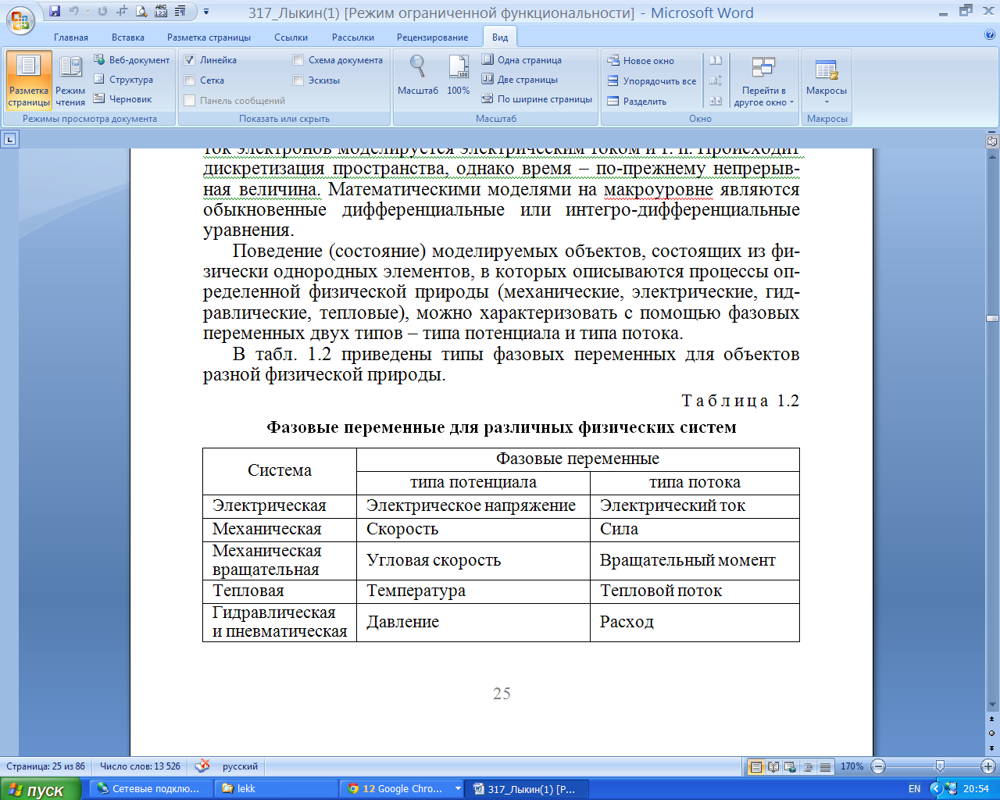 317_Лыкин(1) [Режим ограниченной функциональности] - Microsoft Word
Главная Вставка Разметка страницы Ссылки Рассылки Рецензирование Вид
Разметка страницы
Режим чтения
Веб-документ
Структура
Черновик
Режимы просмотра документа
Линейка
Сетка
Панель сообщений
Схема документа
Эскизы
Показать или скрыть
Масштаб
100%
Одна страница
Две страницы
По ширине страницы
Масштаб
Новое окно
Упорядочить все
Разделить
Перейти в другое окно
Окно
Макросы
Макросы
ток электронов моделируется электрическим током и т. п. Происходит
дискретизация пространства, однако время – по-прежнему непрерыв-
ная величина. Математическими моделями на макроуровне являются
обыкновенные дифференциальные или интегро-дифференциальные
уравнения.
Поведение (состояние) моделируемых объектов, состоящих из фи-
зически однородных элементов, в которых описываются процессы оп-
ределенной физической природы (механические, электрические, гид-
равлические, тепловые), можно характеризовать с помощью фазовых
переменных двух типов – типа потенциала и типа потока.
В табл. 1.2 приведены типы фазовых переменных для объектов
разной физической природы.
Таблица 1.2
Фазовые переменные для различных физических систем
Система Фазовые переменные
типа потенциала типа потока
Электрическая Электрическое напряжение Электрический ток
Механическая Скорость Сила
Механическая вращательная Угловая скорость Вращательный момент
Тепловая Температура Тепловой поток
Гидравлическая и пневматическая Давление Расход
25
Страница: 25 из 86 Число слов: 13 526 русский 170%
пуск Сетевые подклю... lekk 12 Google Chro... 317_Лыкин(1) [Р... EN 20:54